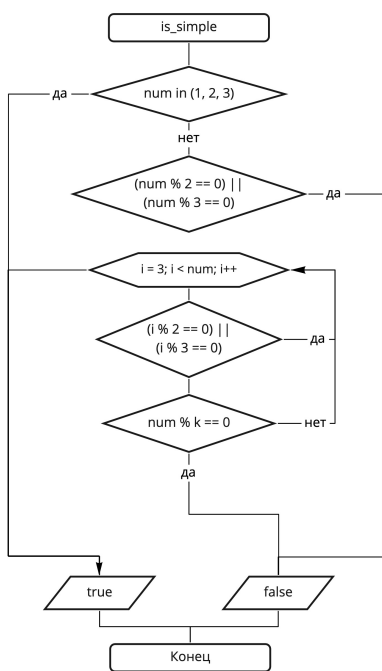 is_simple
да
num in (1, 2, 3)
нет
(num % 2 == 0) ||
(num % 3 == 0)
да
i = 3; i < num; i++
(i % 2 == 0) ||
(i % 3 == 0)
да
num % k == 0
нет
да
true
false
Конец